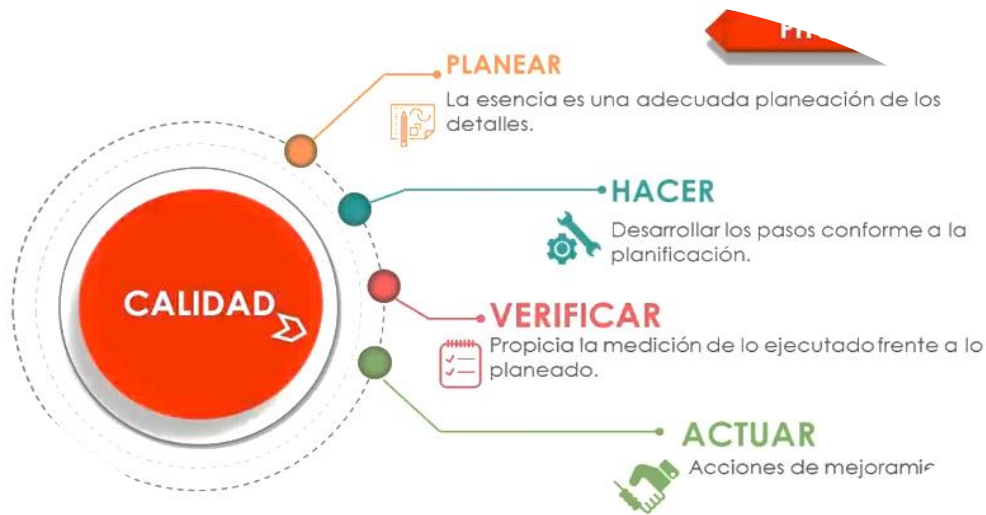 PLANEAR
La esencia es una adecuada planeación de los
detalles.
HACER
Desarrollar los pasos conforme a la
planificación.
CALIDAD
VERIFICAR
Propicia la medición de lo ejecutado frente a lo
planeado.
ACTUAR
Acciones de